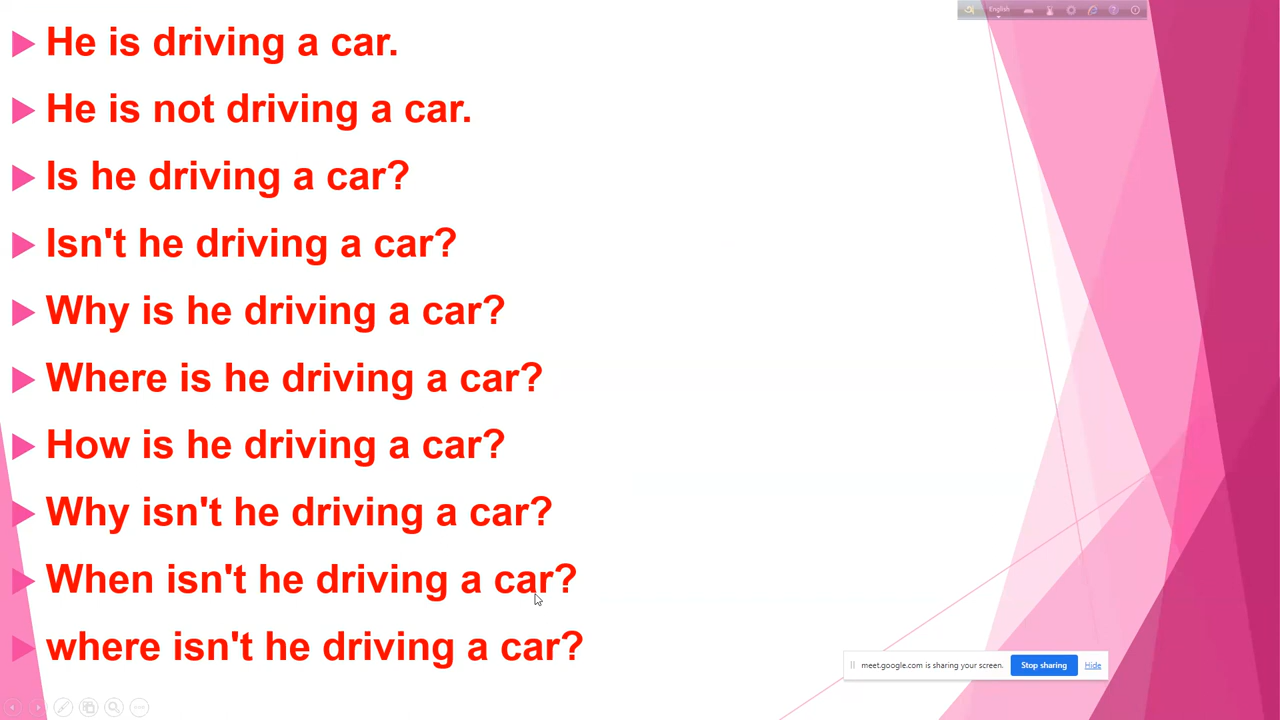 English
He is driving a car.
He is not driving a car.
Is he driving a car?
Isn't he driving a car?
Why is he driving a car?
Where is he driving a car?
How is he driving a car?
Why isn't he driving a car?
When isn't he driving a car?
where isn't he driving a car?
meet.google.com is sharing your screen. Stop sharing Hide